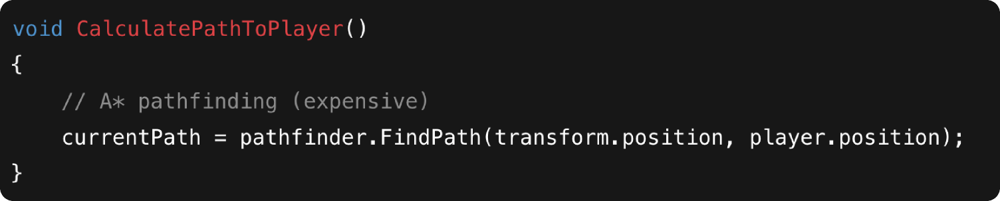 void CalculatePathToPlayer()
{
    // A* pathfinding (expensive)
    currentPath = pathfinder.FindPath(transform.position, player.position);
}